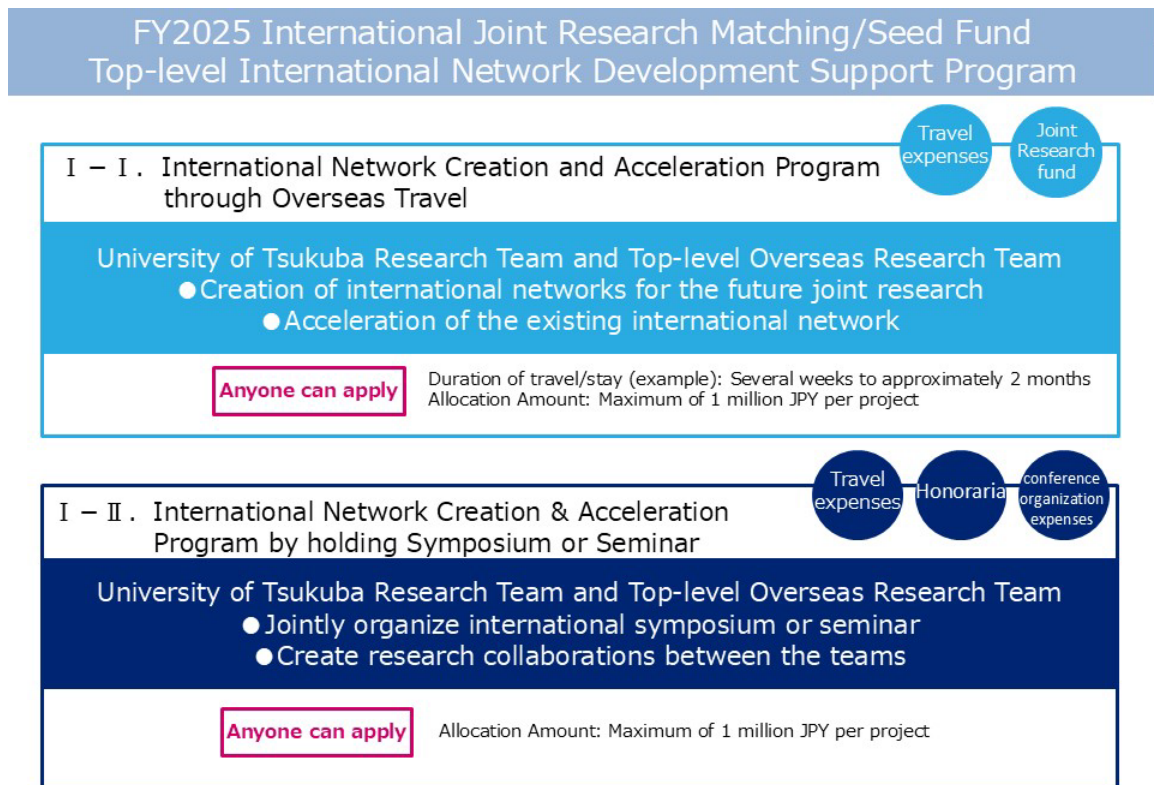 FY2025 International Joint Research Matching/Seed Fund
Top-level International Network Development Support Program
Travel
expenses
Joint
Research
fund
Ⅰ − Ⅰ. International Network Creation and Acceleration Program
through Overseas Travel
University of Tsukuba Research Team and Top-level Overseas Research Team
●Creation of international networks for the future joint research
●Acceleration of the existing international network
Anyone can apply
Duration of travel/stay (example): Several weeks to approximately 2 months
Allocation Amount: Maximum of 1 million JPY per project
Travel
expenses
Honoraria
conference
organization
expenses
Ⅰ − Ⅱ. International Network Creation & Acceleration
Program by holding Symposium or Seminar
University of Tsukuba Research Team and Top-level Overseas Research Team
●Jointly organize international symposium or seminar
●Create research collaborations between the teams
Anyone can apply
Allocation Amount: Maximum of 1 million JPY per project